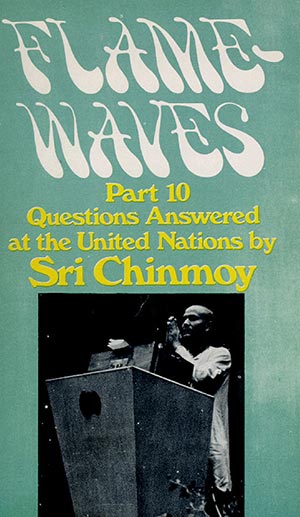 FLAME-
WAVES
Part 10
Questions Answered
at the United Nations by
Sri Chinmoy